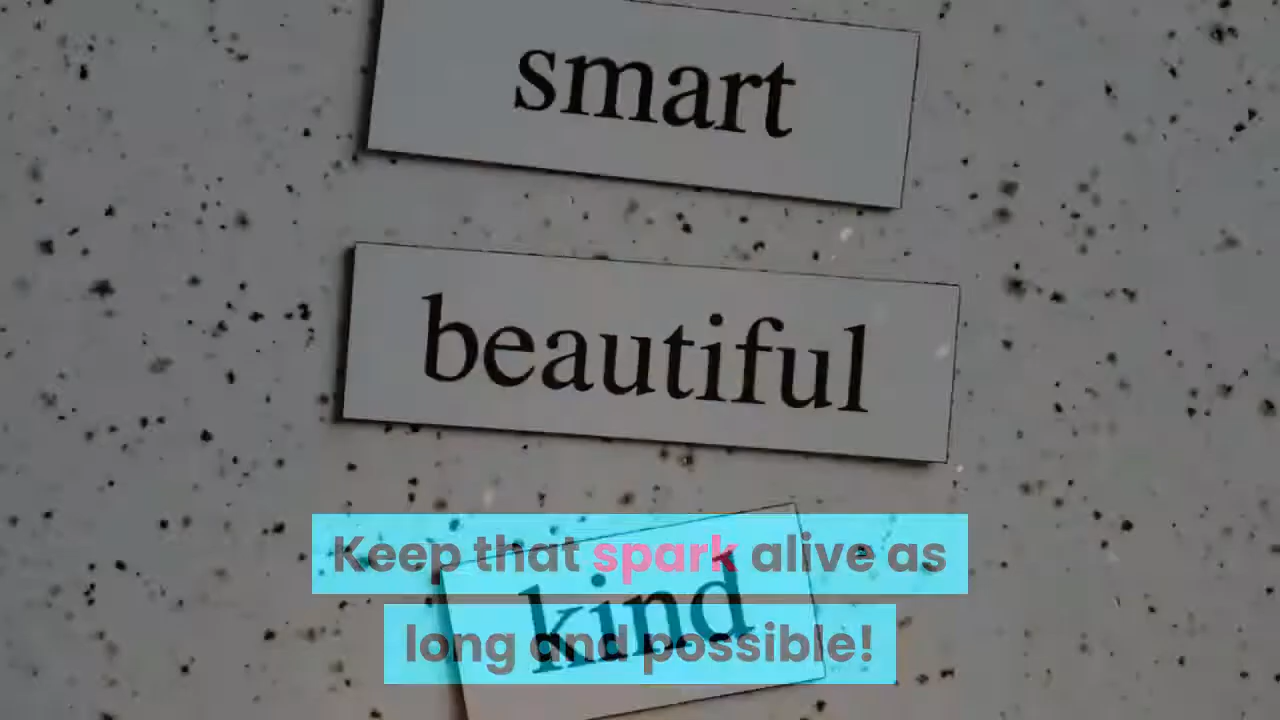 smart
beautiful
kind
Keep that spark alive as
long and possible!